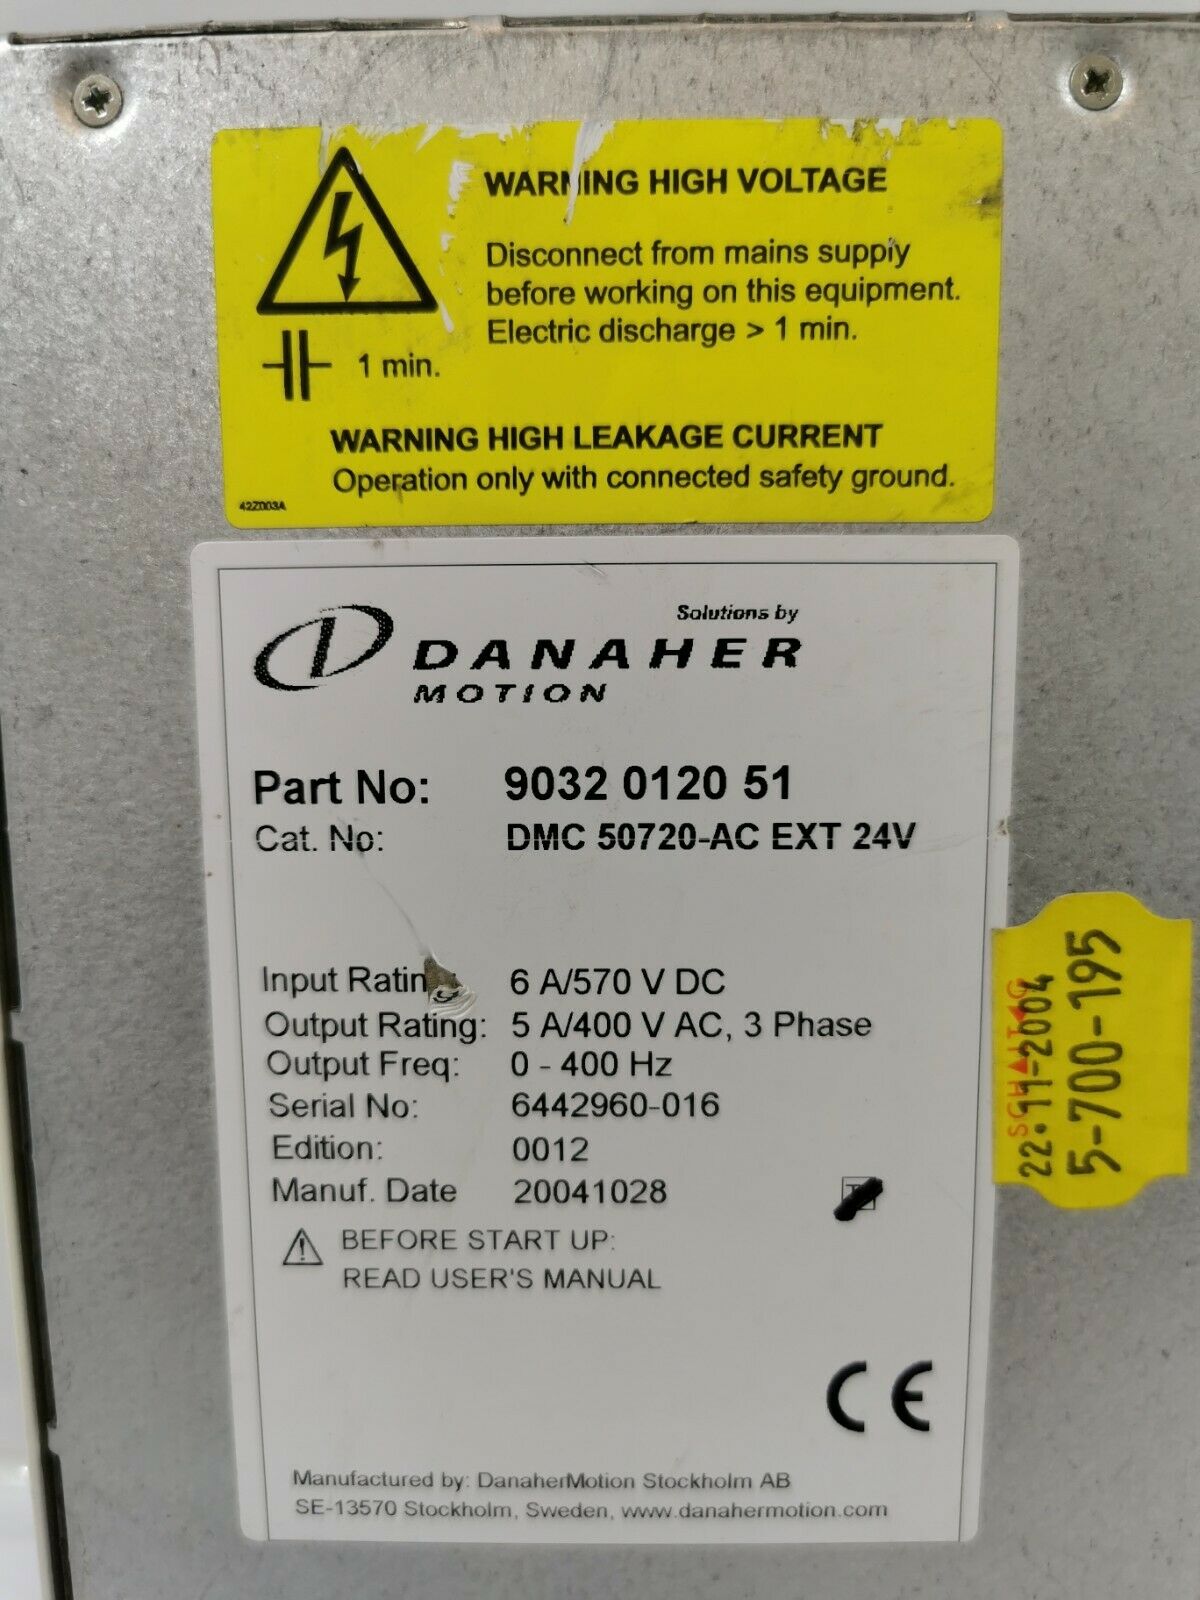 WARNING HIGH VOLTAGE
Disconnect from mains supply
before working on this equipment.
Electric discharge > 1 min.
1 min.
WARNING HIGH LEAKAGE CURRENT
Operation only with connected safety ground.
42Z003A
Solutions by
DANAHER
MOTION
Part No: 9032 0120 51
Cat. No: DMC 50720-AC EXT 24V
Input Rating: 6 A/570 V DC
Output Rating: 5 A/400 V AC, 3 Phase
Output Freq: 0 - 400 Hz
Serial No: 6442960-016
Edition: 0012
Manuf. Date 20041028
BEFORE START UP:
READ USER'S MANUAL
CE
Manufactured by: DanaherMotion Stockholm AB
SE-13570 Stockholm, Sweden, www.danahermotion.com
22.11-2004
5-700-195